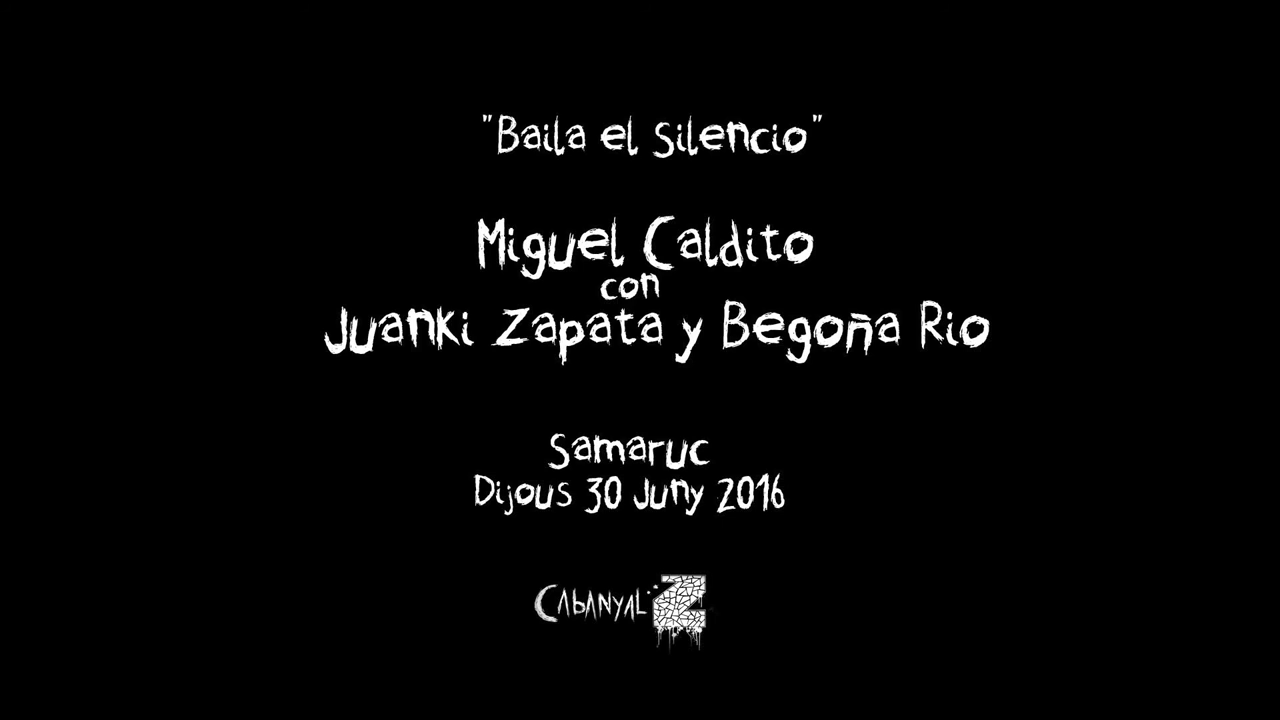 "Baila el Silencio"
Miguel Caldito
con
Juanki Zapata y Begoña Rio
Samaruc
Dijous 30 Juny 2016
CABANYAL Z